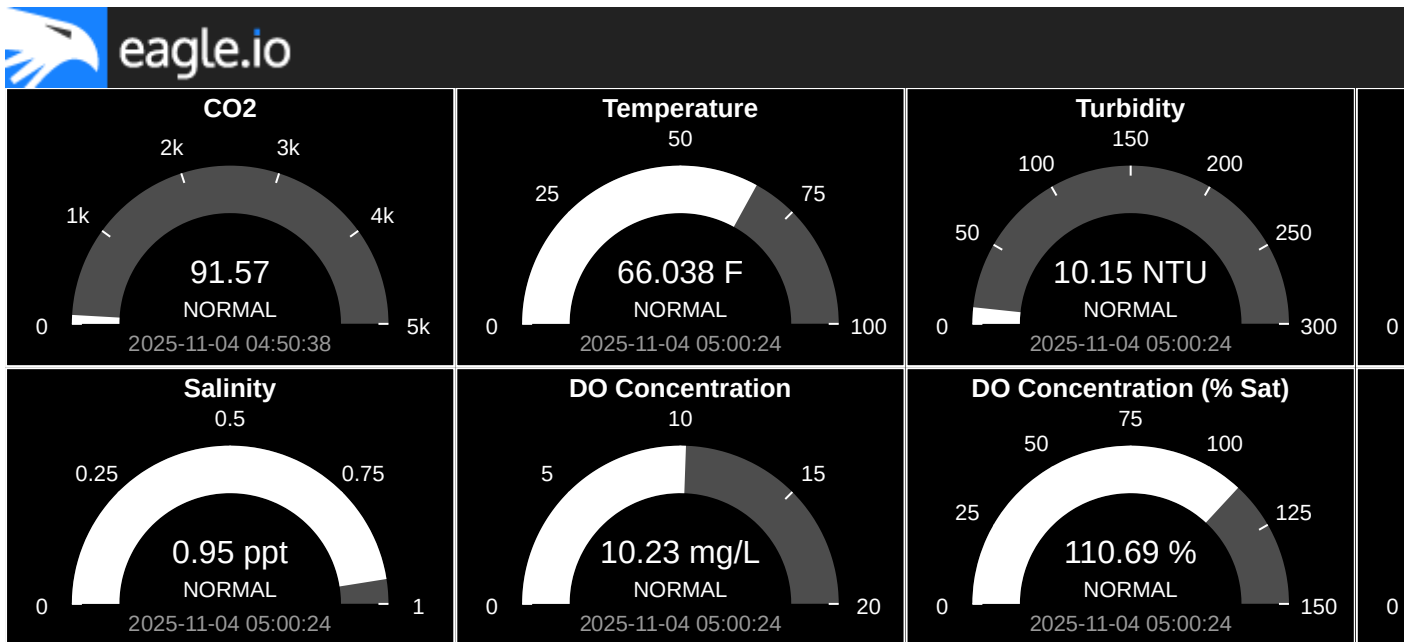 eagle.io
CO2
2k
3k
1k
4k
91.57
NORMAL
0
5k
2025-11-04 04:50:38
Temperature
50
25
75
66.038 F
NORMAL
0
100
2025-11-04 05:00:24
Turbidity
150
100
200
50
250
10.15 NTU
NORMAL
0
300
2025-11-04 05:00:24
0
Salinity
0.5
0.25
0.75
0.95 ppt
NORMAL
0
1
2025-11-04 05:00:24
DO Concentration
10
5
15
10.23 mg/L
NORMAL
0
20
2025-11-04 05:00:24
DO Concentration (% Sat)
75
50
100
25
125
110.69 %
NORMAL
0
150
2025-11-04 05:00:24
0